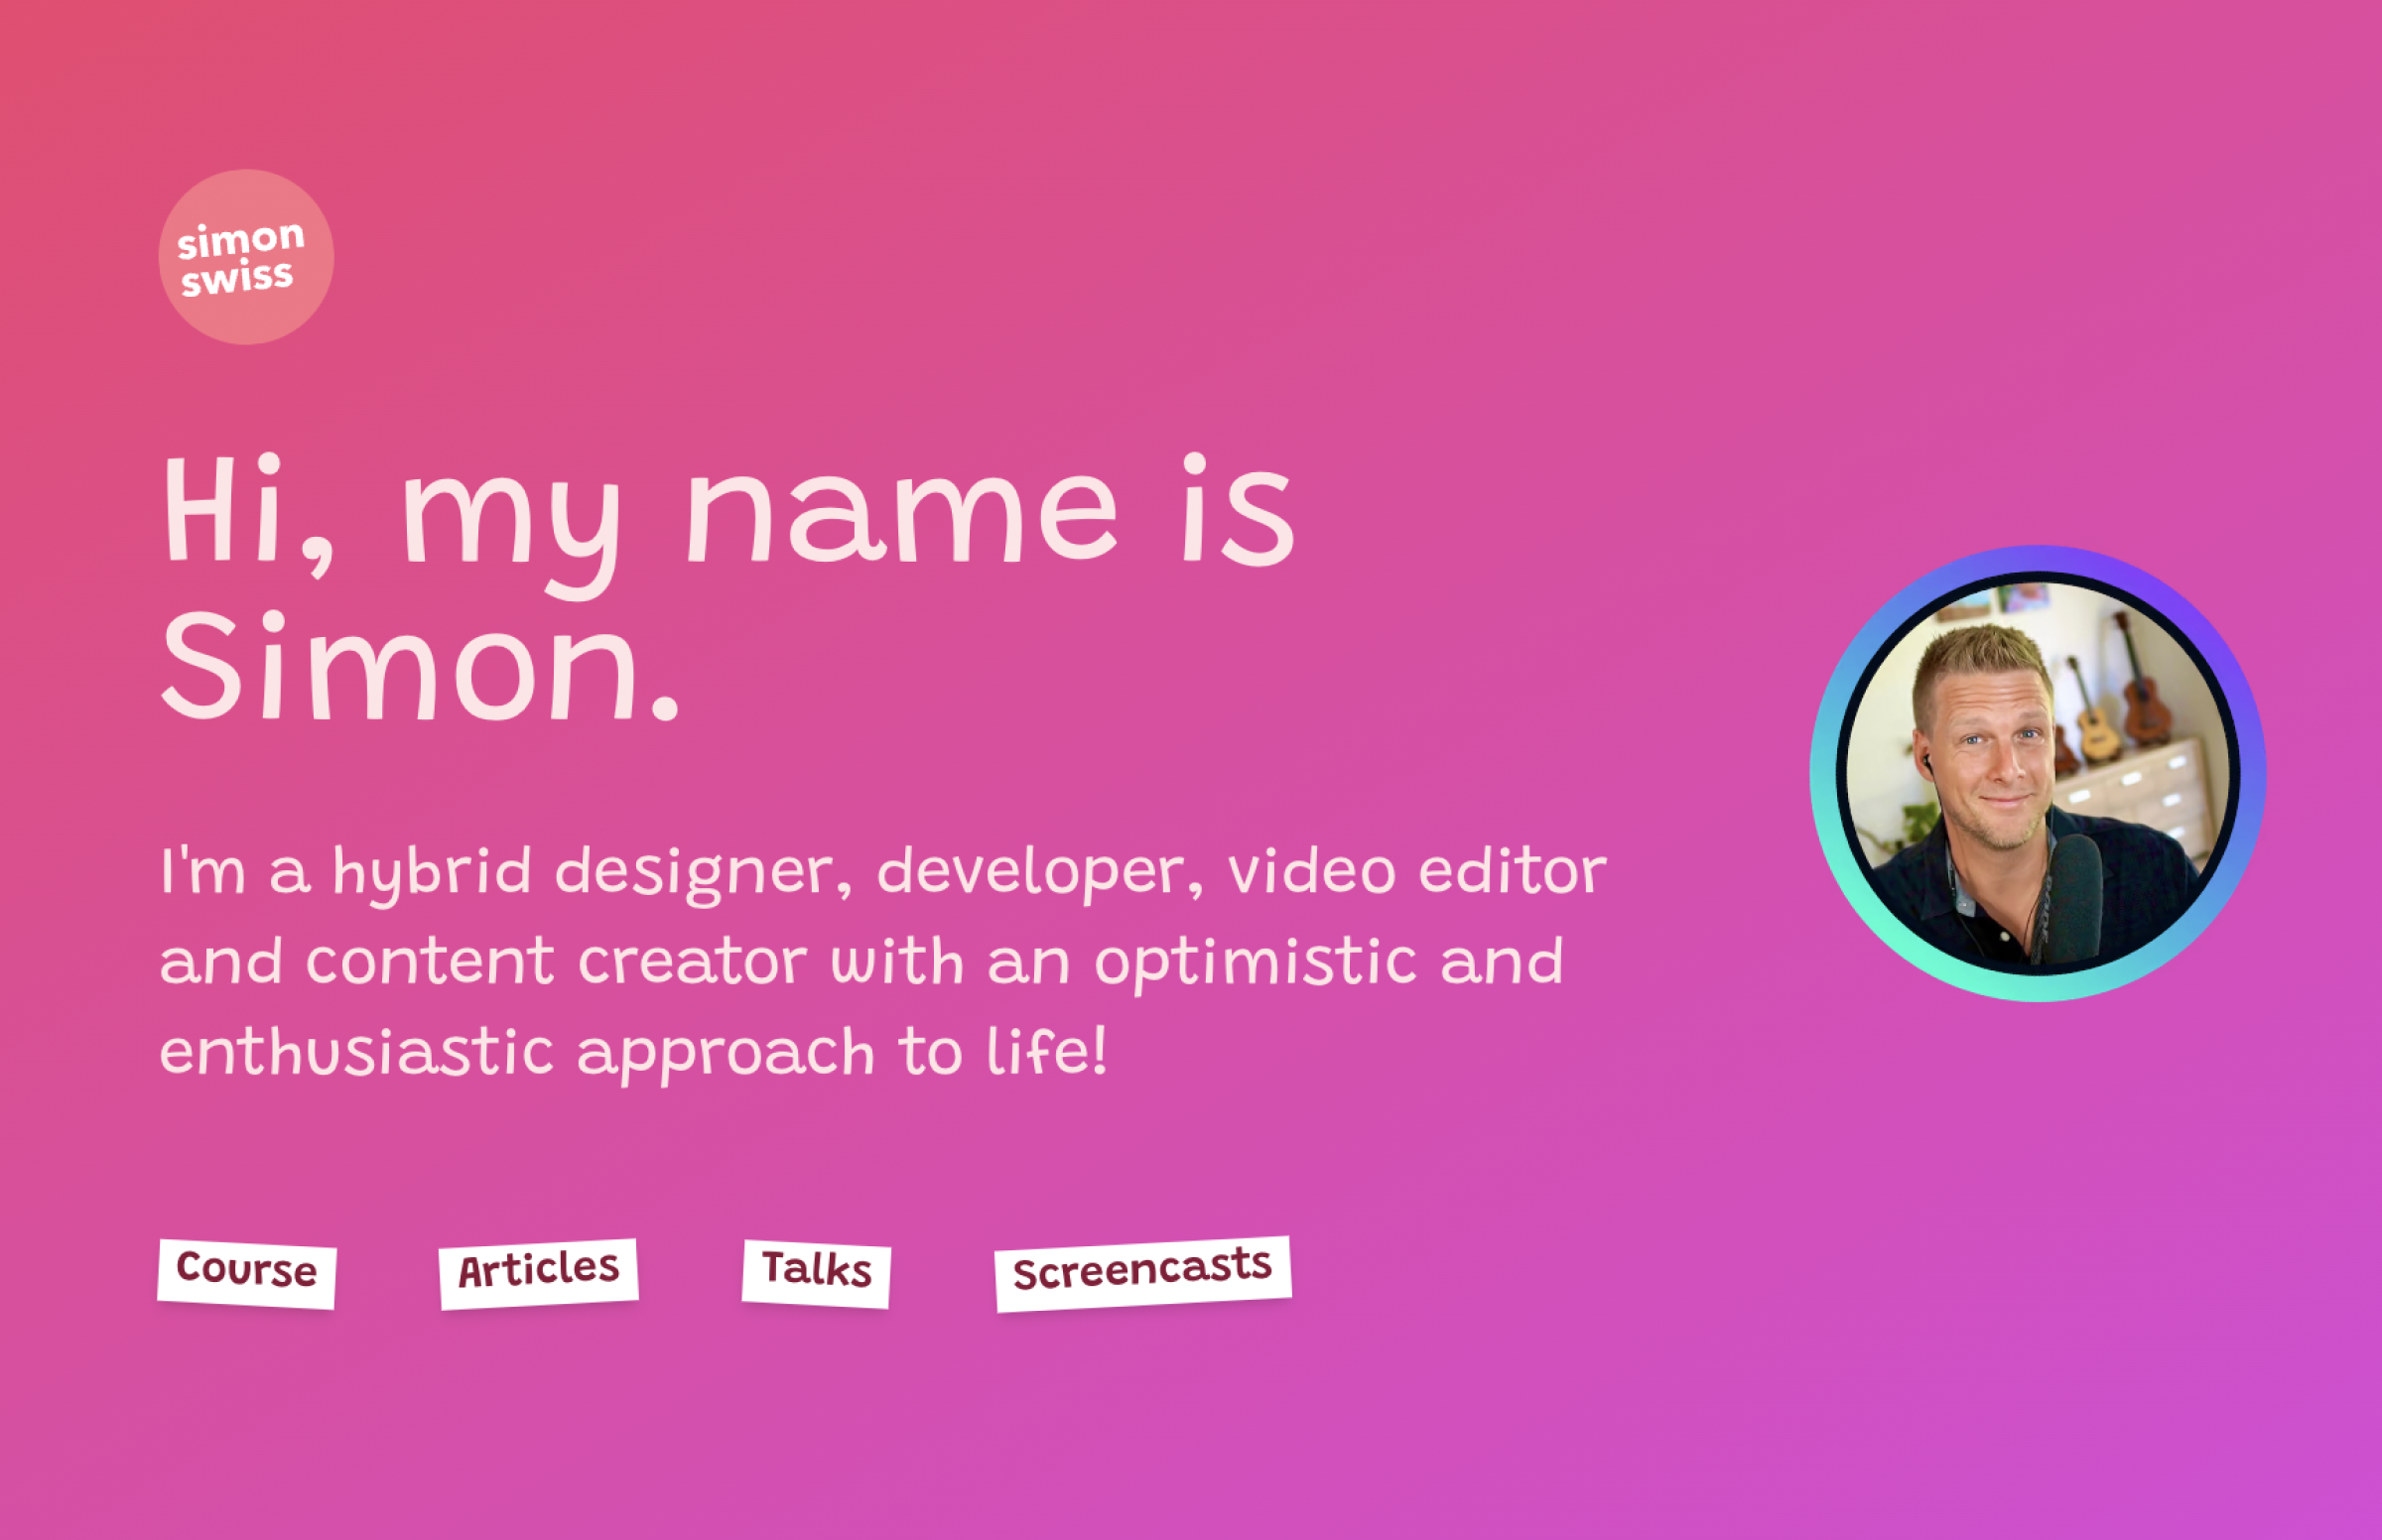 simon
swiss
Hi, my name is
Simon.
I'm a hybrid designer, developer, video editor
and content creator with an optimistic and
enthusiastic approach to life!
Course
Articles
Talks
Screencasts